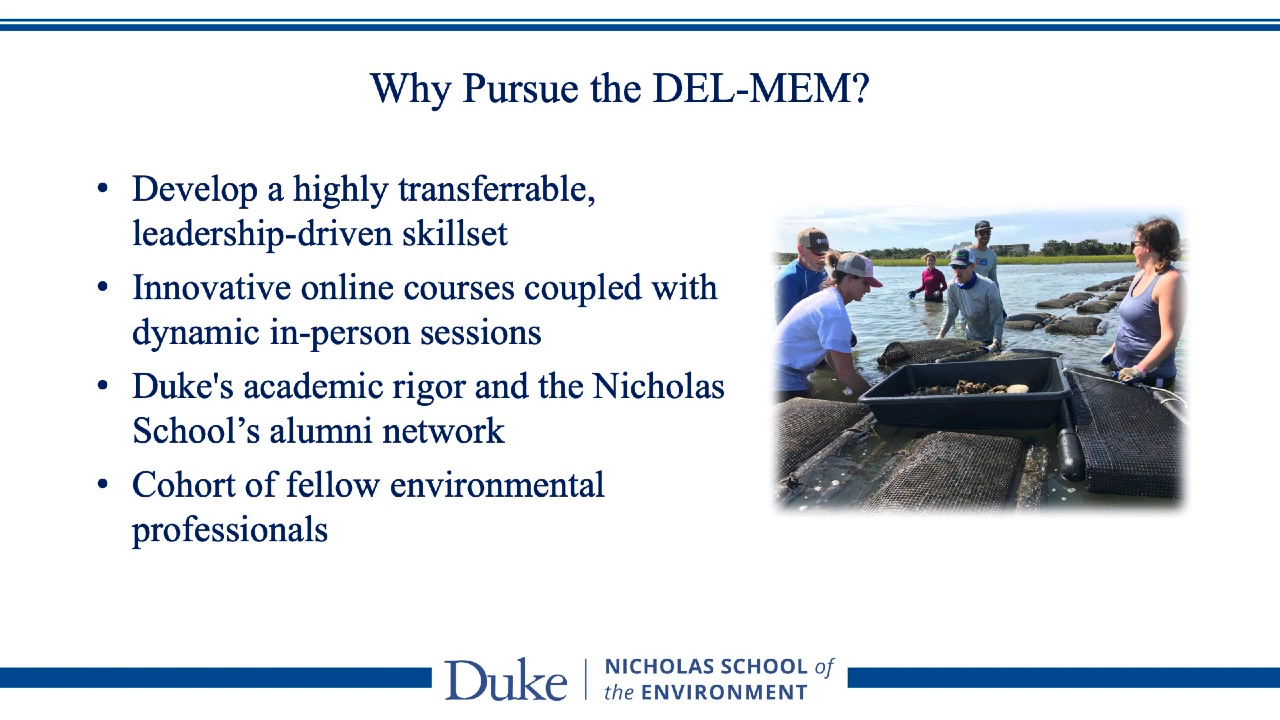 Why Pursue the DEL-MEM?
• Develop a highly transferrable,
leadership-driven skillset
• Innovative online courses coupled with
dynamic in-person sessions
• Duke's academic rigor and the Nicholas
School’s alumni network
• Cohort of fellow environmental
professionals
Duke
NICHOLAS SCHOOL of
the ENVIRONMENT